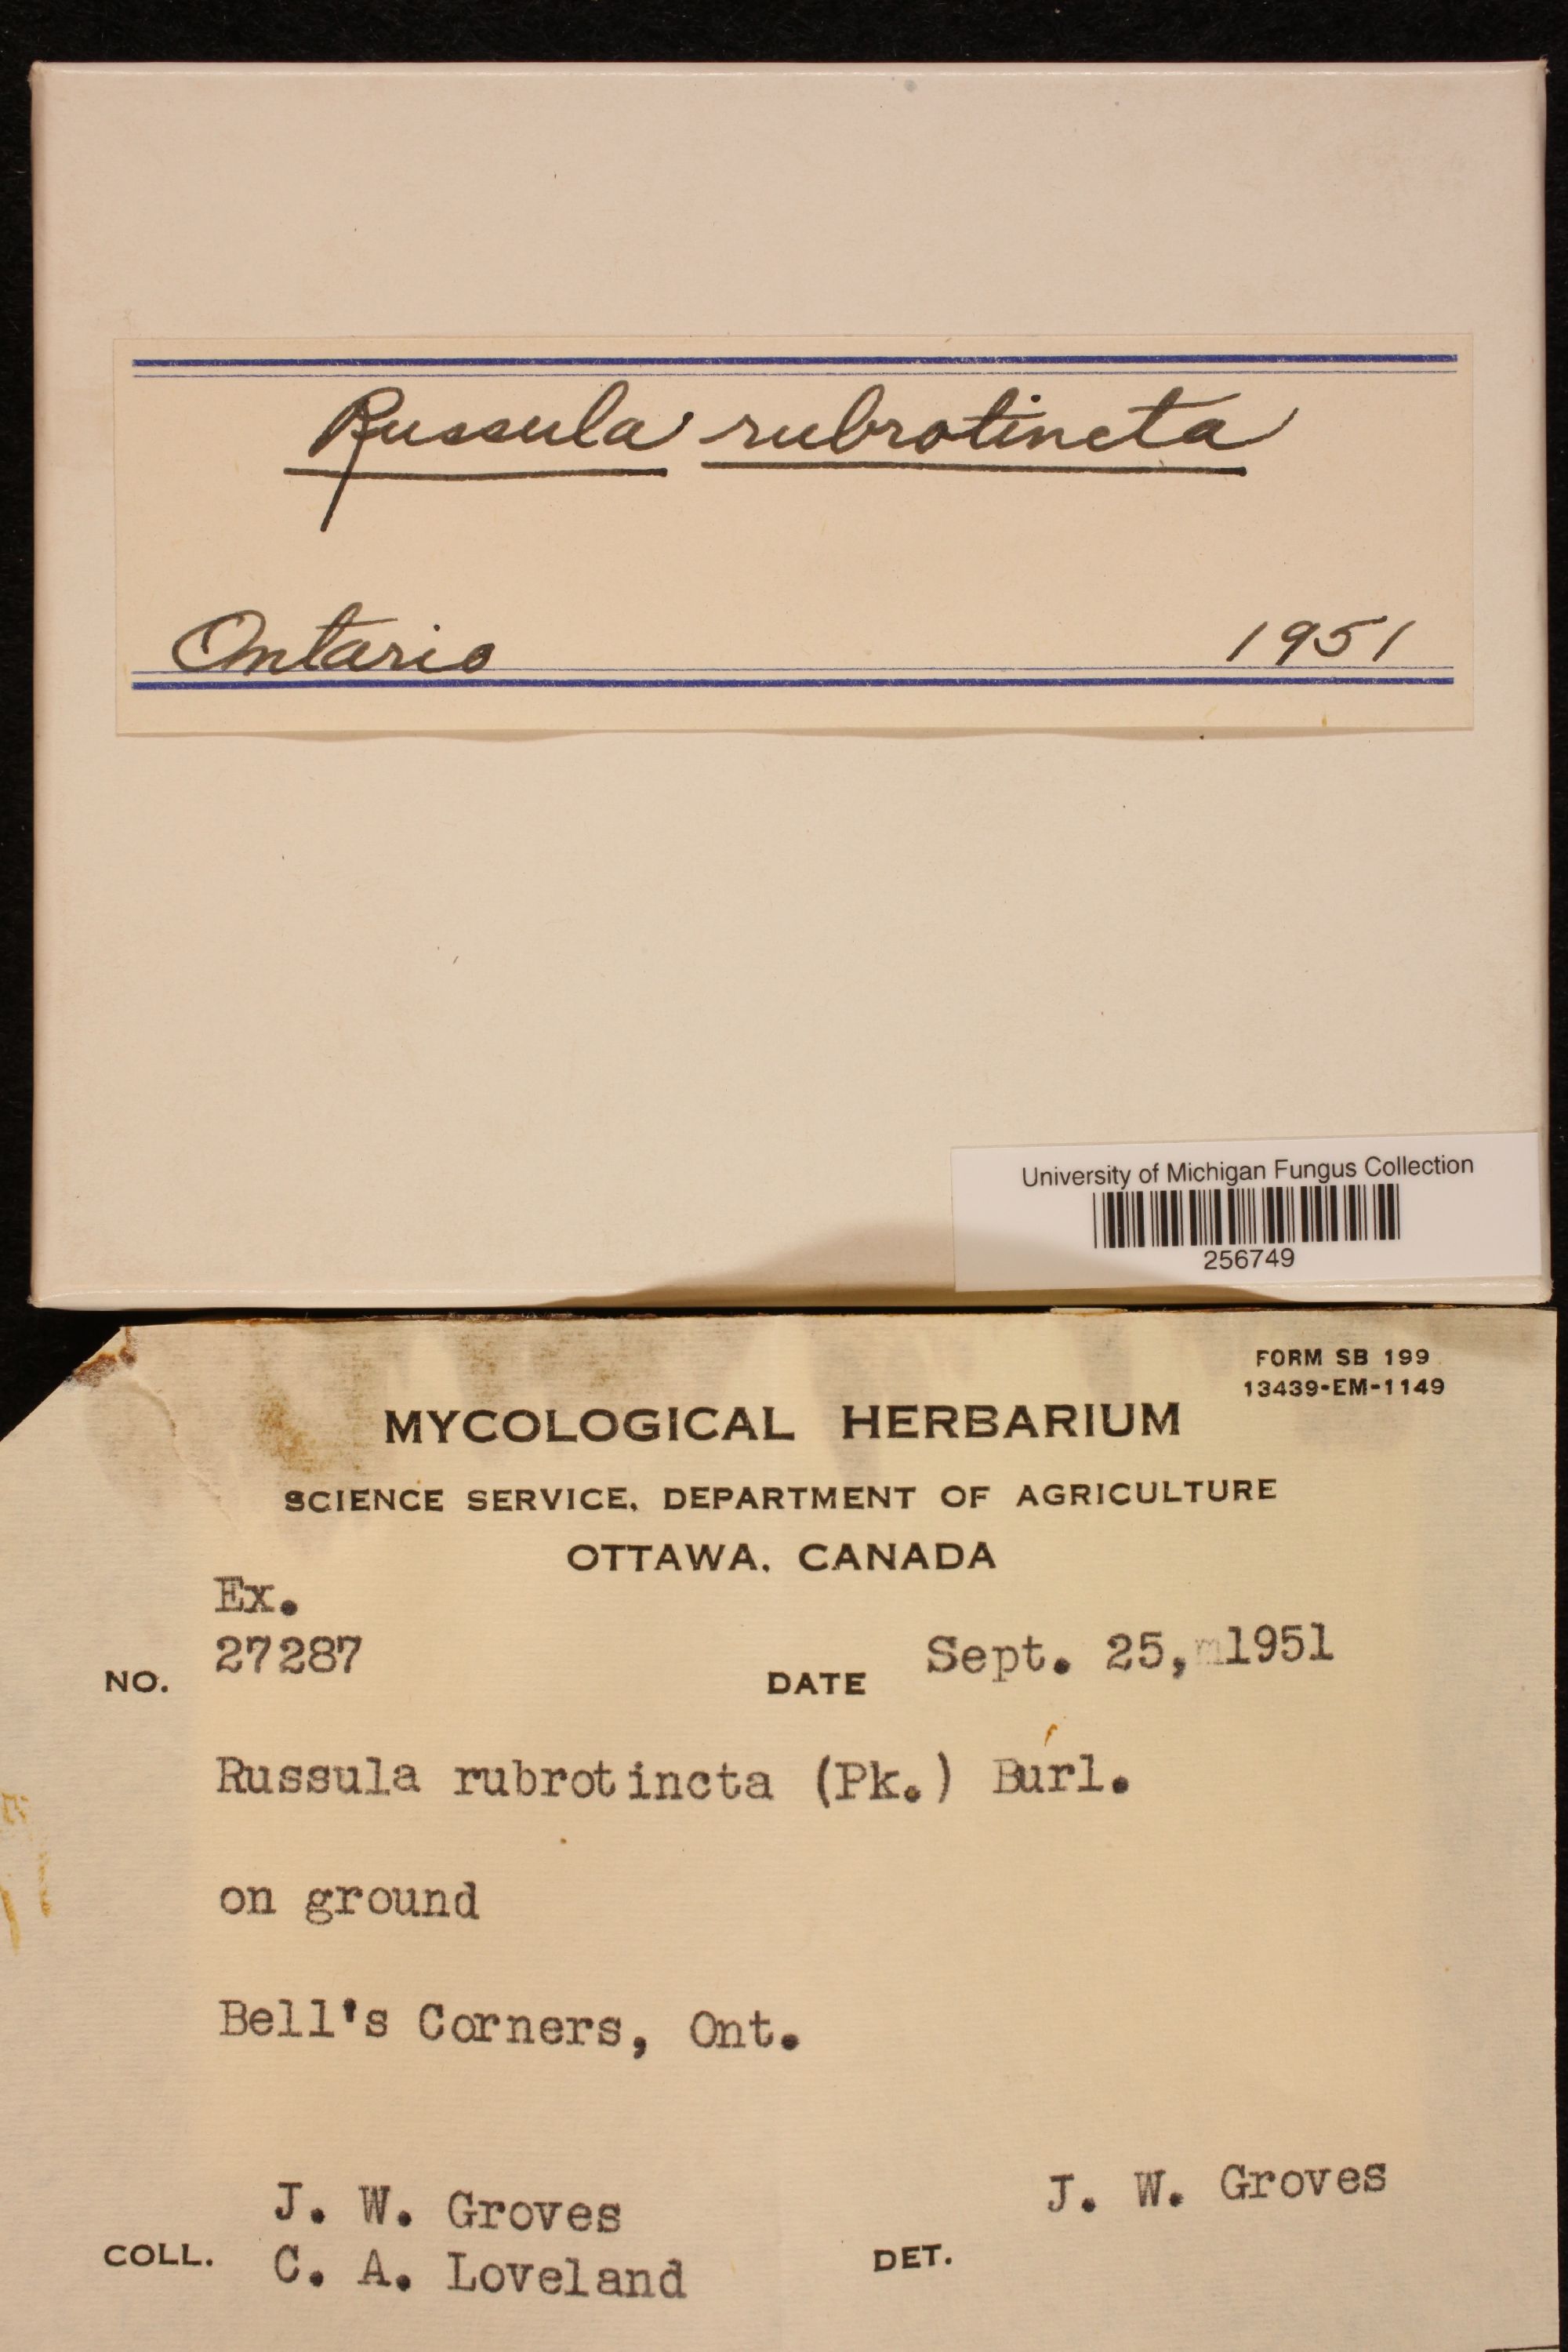 Russula rubrotincta
Ontario 1951
University of Michigan Fungus Collection
256749
FORM SB 199
13439-EM-1149
MYCOLOGICAL HERBARIUM
SCIENCE SERVICE, DEPARTMENT OF AGRICULTURE
OTTAWA, CANADA
Ex.
NO. 27287 DATE Sept. 25, 1951
Russula rubrotincta (Pk.) Burl.
on ground
Bell's Corners, Ont.
J. W. Groves J. W. Groves
COLL. C. A. Loveland DET.